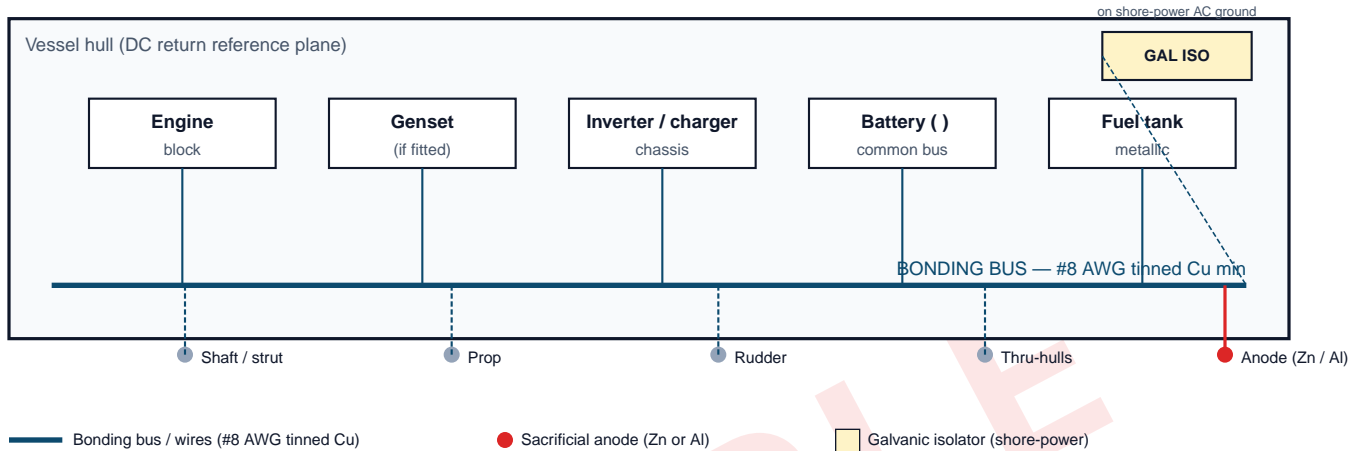 on shore-power AC ground
Vessel hull (DC return reference plane)
GAL ISO
Engine
block
Genset
(if fitted)
Inverter / charger
chassis
Battery ( )
common bus
Fuel tank
metallic
BONDING BUS — #8 AWG tinned Cu min
Shaft / strut
Prop
Rudder
Thru-hulls
Anode (Zn / Al)
Bonding bus / wires (#8 AWG tinned Cu)
Sacrificial anode (Zn or Al)
Galvanic isolator (shore-power)